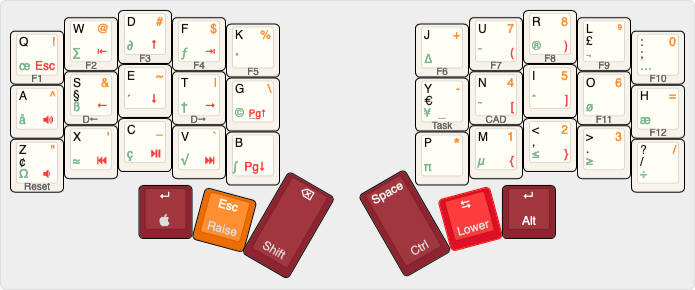 Q ! œ Esc F1
W @ ∑ ⇤ F2
D # ∂ ↑ F3
F $ ƒ ⇥ F4
K % • F5
J + ∆ F6
U 7 ¨ ( F7
R 8 ® ) F8
L 9 £ ¬ F9
: 0 ; … F10
A ^ å
S & § ß ← D←
E ~ ´ ↓
T | † → D→
G \ © Pg↑
Y - € ¥ _ Task
N 4 ˜ [ CAD
I 5 ˆ ]
O 6 ø F11
H = æ F12
Z " ¢ Ω Reset
X ' ≈
C _ ç
V ` √
B ∫ Pg↓
P * π
M 1 µ {
< 2 , ≤ }
> 3 . ≥
? / ÷
↵
Esc Raise
⌫ Shift
Space Ctrl
⇆ Lower
↵ Alt